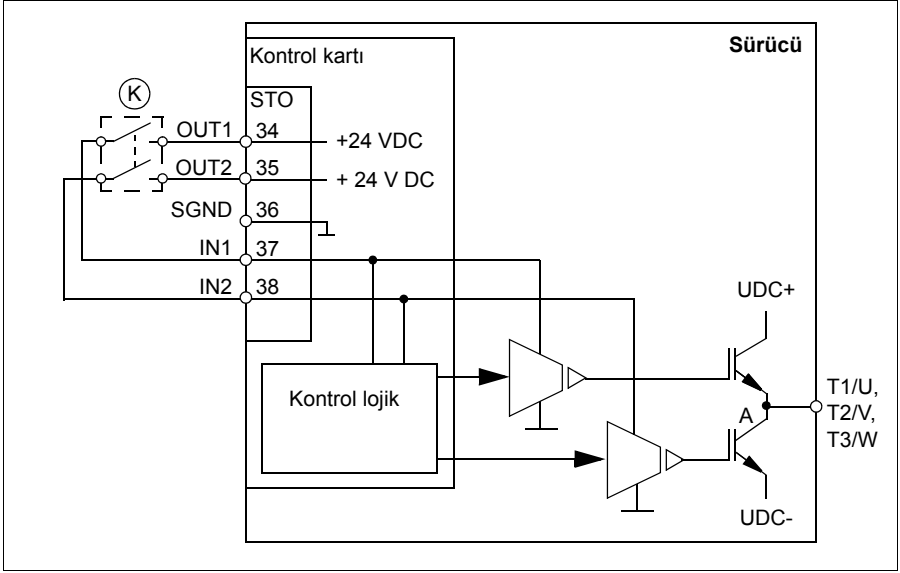 Sürücü
Kontrol kartı
K
STO
OUT1
34
+24 VDC
OUT2
35
+ 24 V DC
SGND
36
IN1
37
IN2
38
UDC+
Kontrol lojik
A
T1/U,
T2/V,
T3/W
UDC-